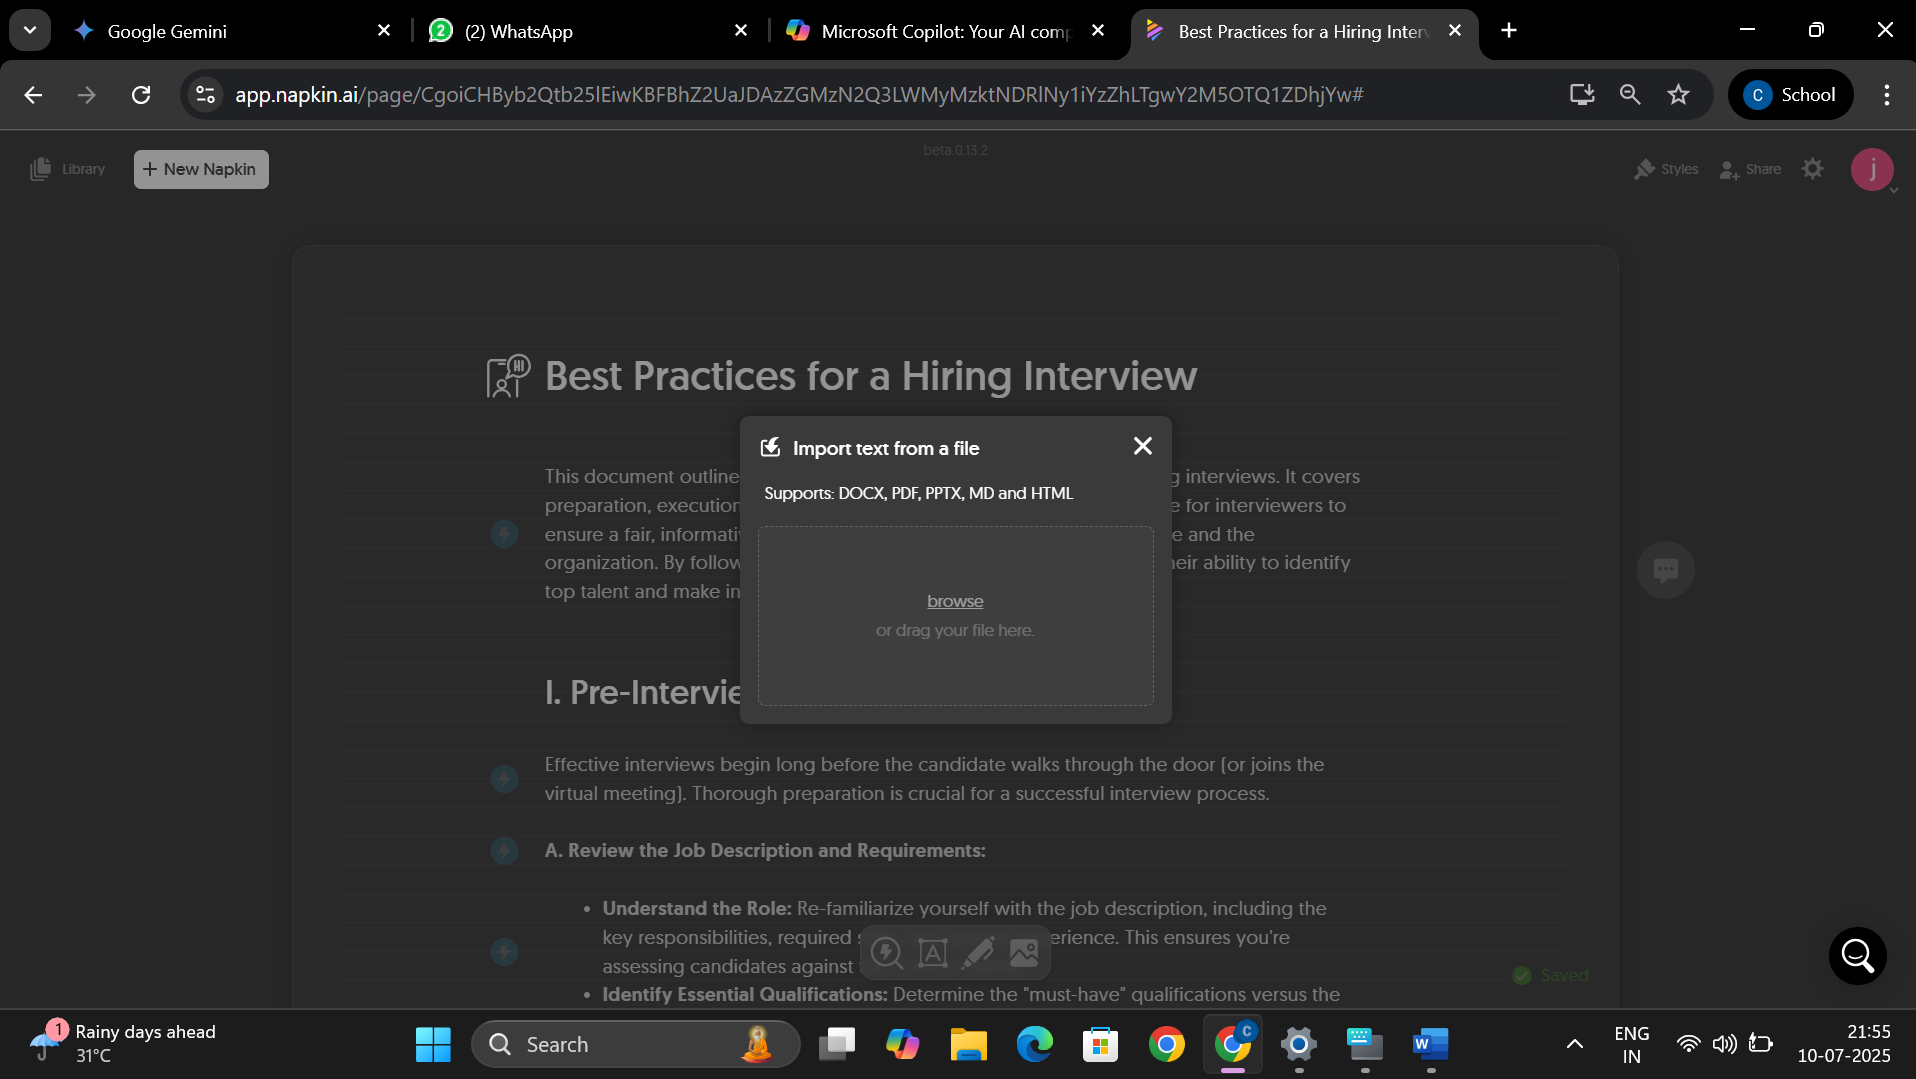 Google Gemini
(2) WhatsApp
Microsoft Copilot: Your AI comp
Best Practices for a Hiring Interv
app.napkin.ai/page/CgoiCHByb2Qtb25lEiwKBFBhZ2UaJDAzZGMzN2Q3LWMyMzktNDRlNy1iYzZhLTgwY2M5OTQ1ZDhjYw#
C School
beta 0.13.2
Library
+ New Napkin
Styles
Share
j
HI
Best Practices for a Hiring Interview
Import text from a file
Supports: DOCX, PDF, PPTX, MD and HTML
browse
or drag your file here.
This document outline
g interviews. It covers
preparation, execution
e for interviewers to
ensure a fair, informati
e and the
organization. By follow
eir ability to identify
top talent and make in
I. Pre-Intervie
Effective interviews begin long before the candidate walks through the door (or joins the
virtual meeting). Thorough preparation is crucial for a successful interview process.
A. Review the Job Description and Requirements:
• Understand the Role: Re-familiarize yourself with the job description, including the
key responsibilities, required s
erience. This ensures you're
assessing candidates against
• Identify Essential Qualifications: Determine the "must-have" qualifications versus the
A
Saved
1
Rainy days ahead
31°C
Search
C
W
ENG
IN
21:55
10-07-2025